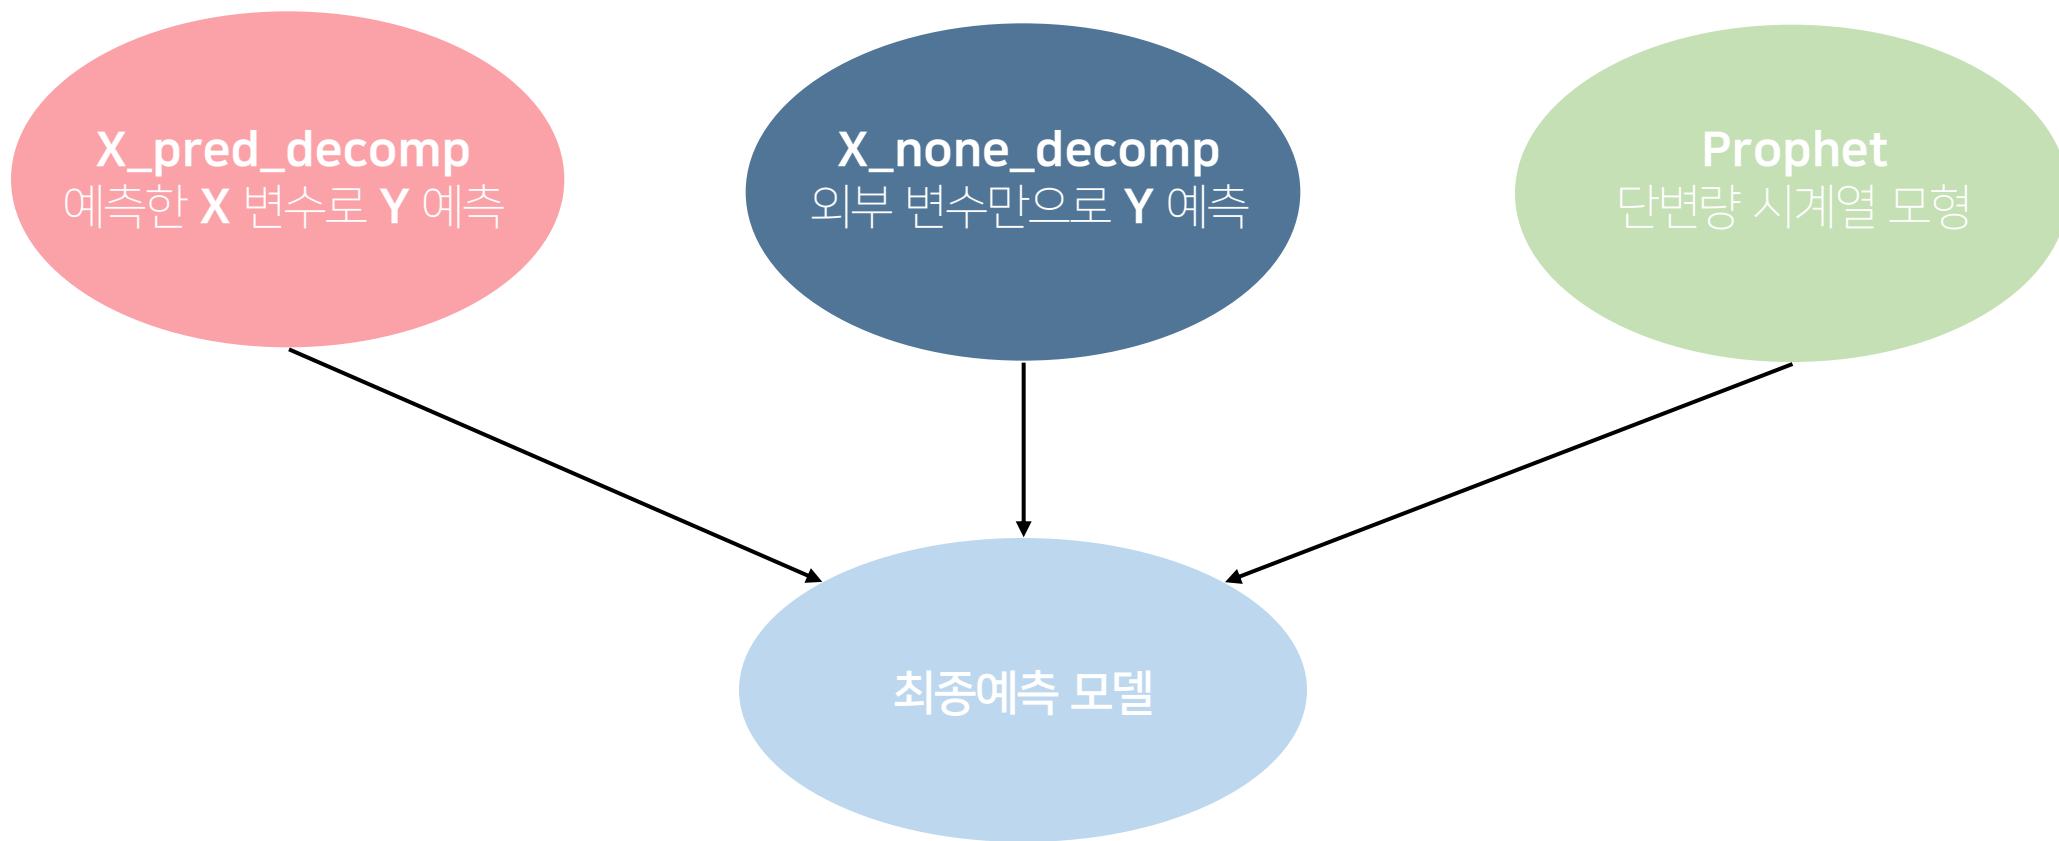 X_pred_decomp
예측한 X 변수로 Y 예측
X_none_decomp
외부 변수만으로 Y 예측
Prophet
단변량 시계열 모형
최종예측 모델